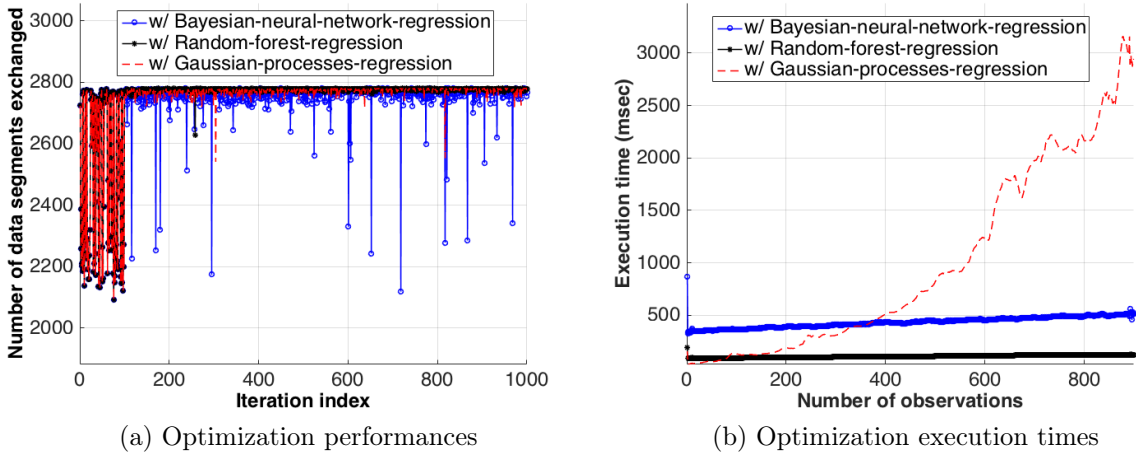 Number of data segments exchanged
3000
2800
2600
2400
2200
2000
0
200
400
600
800
1000
Iteration index
w/ Bayesian-neural-network-regression
w/ Random-forest-regression
w/ Gaussian-processes-regression
(a) Optimization performances
Execution time (msec)
3000
2500
2000
1500
1000
500
0
200
400
600
800
Number of observations
w/ Bayesian-neural-network-regression
w/ Random-forest-regression
w/ Gaussian-processes-regression
(b) Optimization execution times